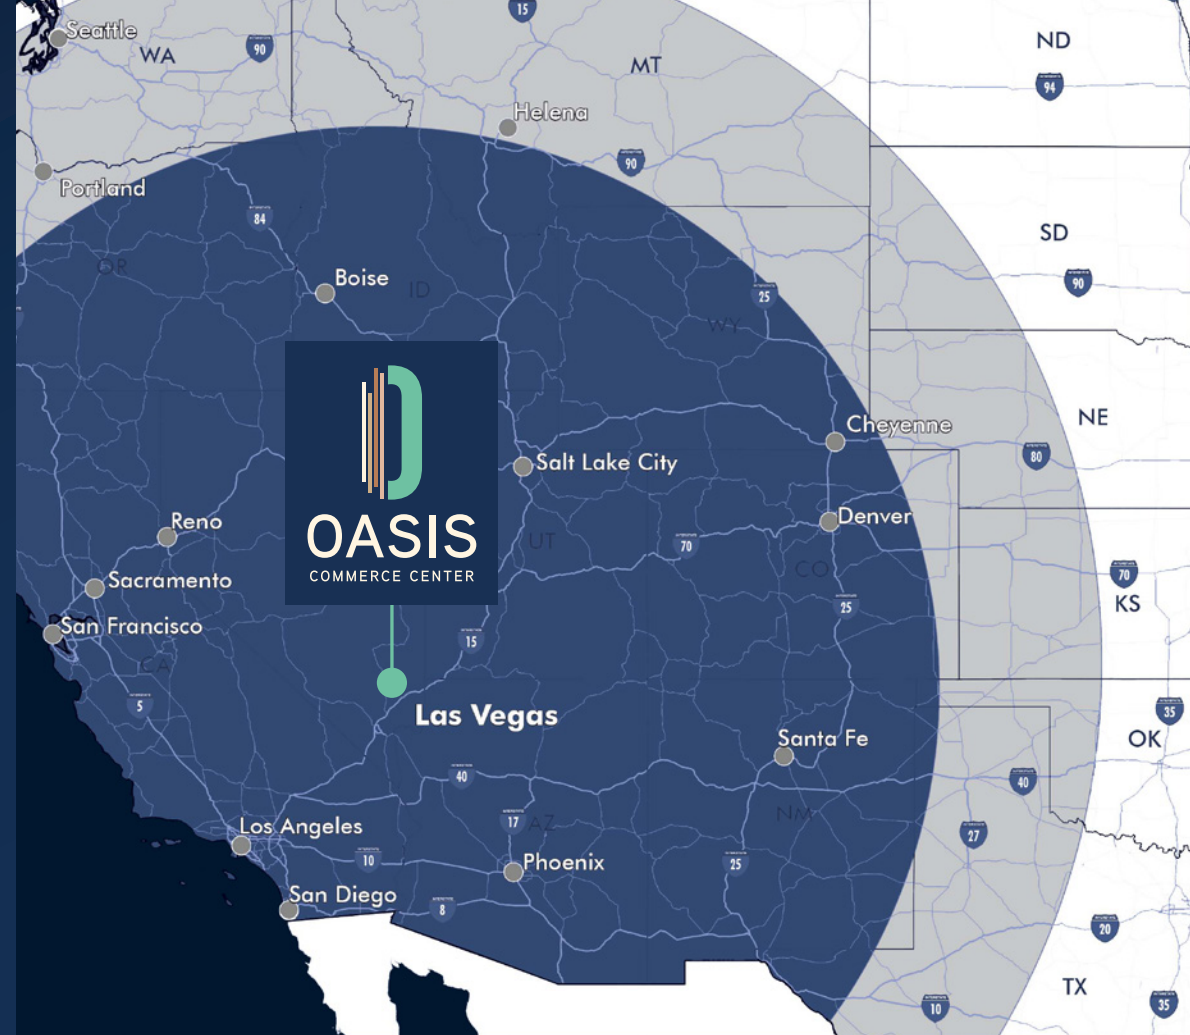 15
Seattle
WA
90
MT
ND
94
Helena
90
Portland
84
SD
OR
Boise
ID
90
25
WY
NE
Cheyenne
80
Salt Lake City
OASIS
COMMERCE CENTER
Reno
Denver
UT
70
CO
70
Sacramento
KS
25
San Francisco
15
CA
5
Las Vegas
35
OK
Santa Fe
40
40
NM
17
AZ
27
Los Angeles
10
Phoenix
25
San Diego
8
20
TX
10
35